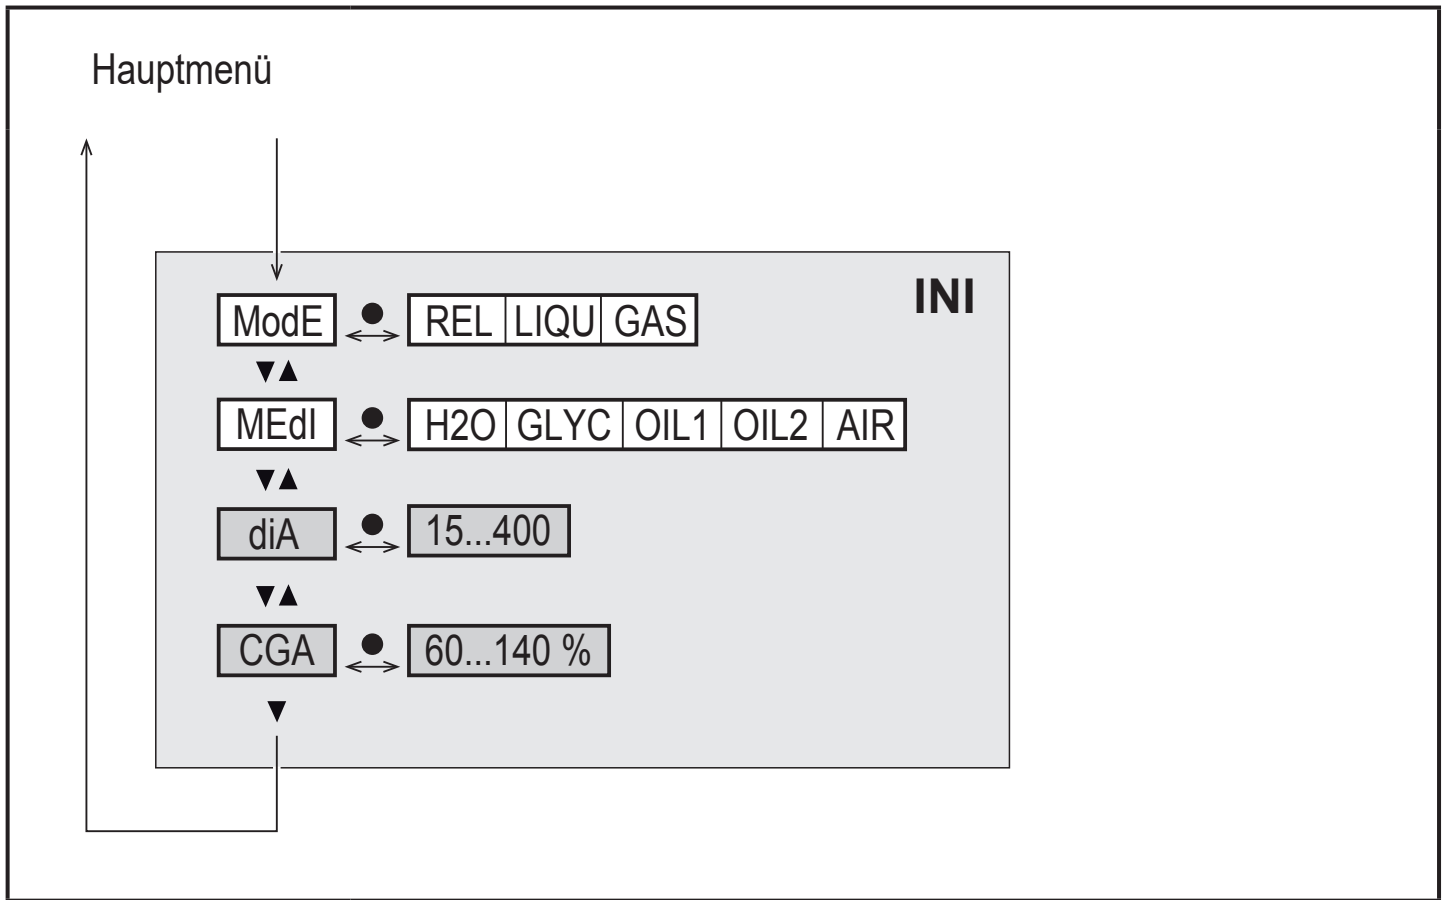 Hauptmenü
INI
ModE REL LIQU GAS
MEdI H2O GLYC OIL1 OIL2 AIR
diA 15...400
CGA 60...140 %